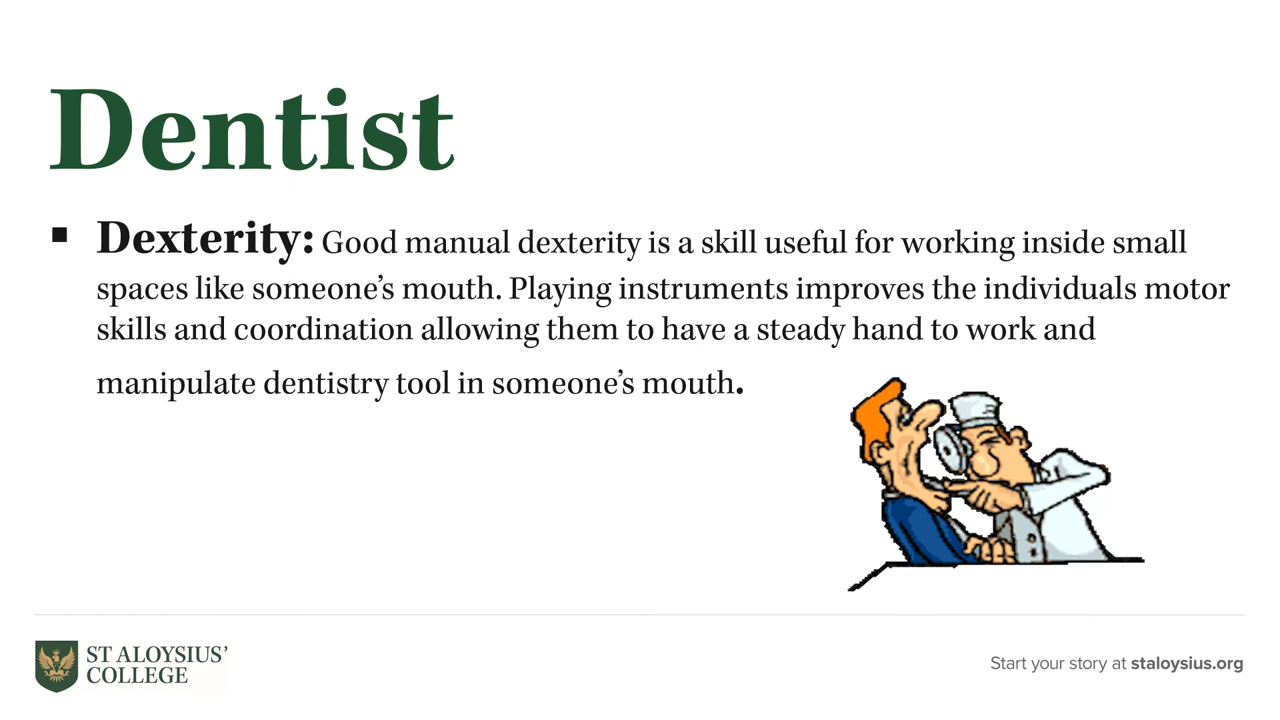 Dentist
▪ Dexterity: Good manual dexterity is a skill useful for working inside small
spaces like someone’s mouth. Playing instruments improves the individuals motor
skills and coordination allowing them to have a steady hand to work and
manipulate dentistry tool in someone’s mouth.
ST ALOYSIUS’
COLLEGE
Start your story at staloysius.org